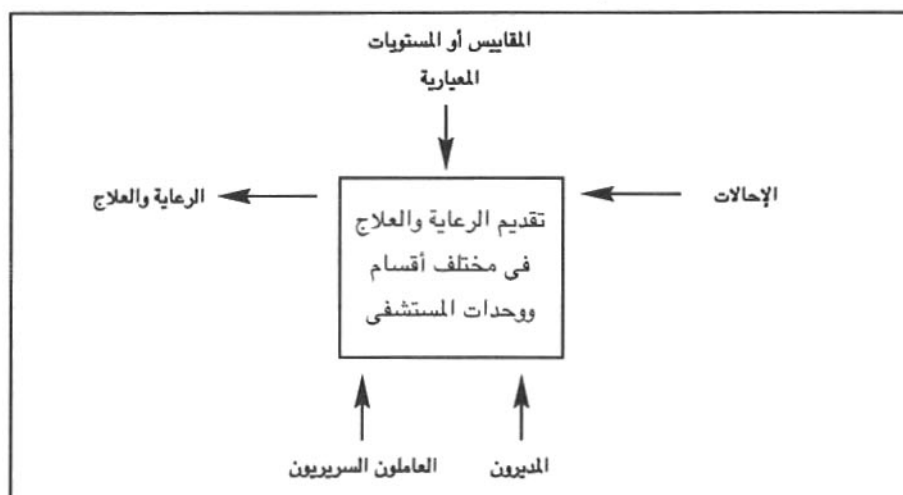 المقاييس أو المستويات
المعيارية
الإحالات
الرعاية والعلاج
تقديم الرعاية والعلاج
فى مختلف أقسام
ووحدات المستشفى
المديرون
العاملون السريريون